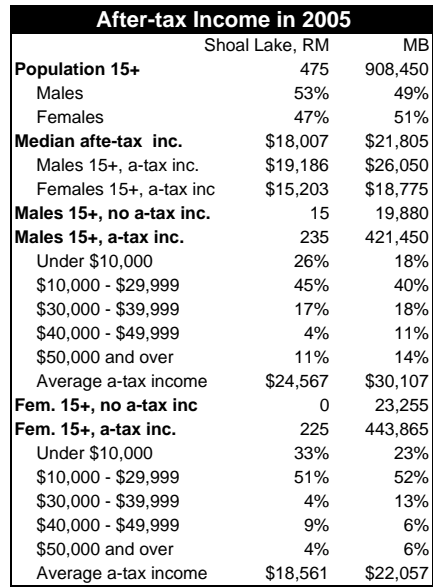 After-tax Income in 2005
Shoal Lake, RM MB
Population 15+ 475 908,450
Males 53% 49%
Females 47% 51%
Median afte-tax inc. $18,007 $21,805
Males 15+, a-tax inc. $19,186 $26,050
Females 15+, a-tax inc $15,203 $18,775
Males 15+, no a-tax inc. 15 19,880
Males 15+, a-tax inc. 235 421,450
Under $10,000 26% 18%
$10,000 - $29,999 45% 40%
$30,000 - $39,999 17% 18%
$40,000 - $49,999 4% 11%
$50,000 and over 11% 14%
Average a-tax income $24,567 $30,107
Fem. 15+, no a-tax inc 0 23,255
Fem. 15+, a-tax inc. 225 443,865
Under $10,000 33% 23%
$10,000 - $29,999 51% 52%
$30,000 - $39,999 4% 13%
$40,000 - $49,999 9% 6%
$50,000 and over 4% 6%
Average a-tax income $18,561 $22,057